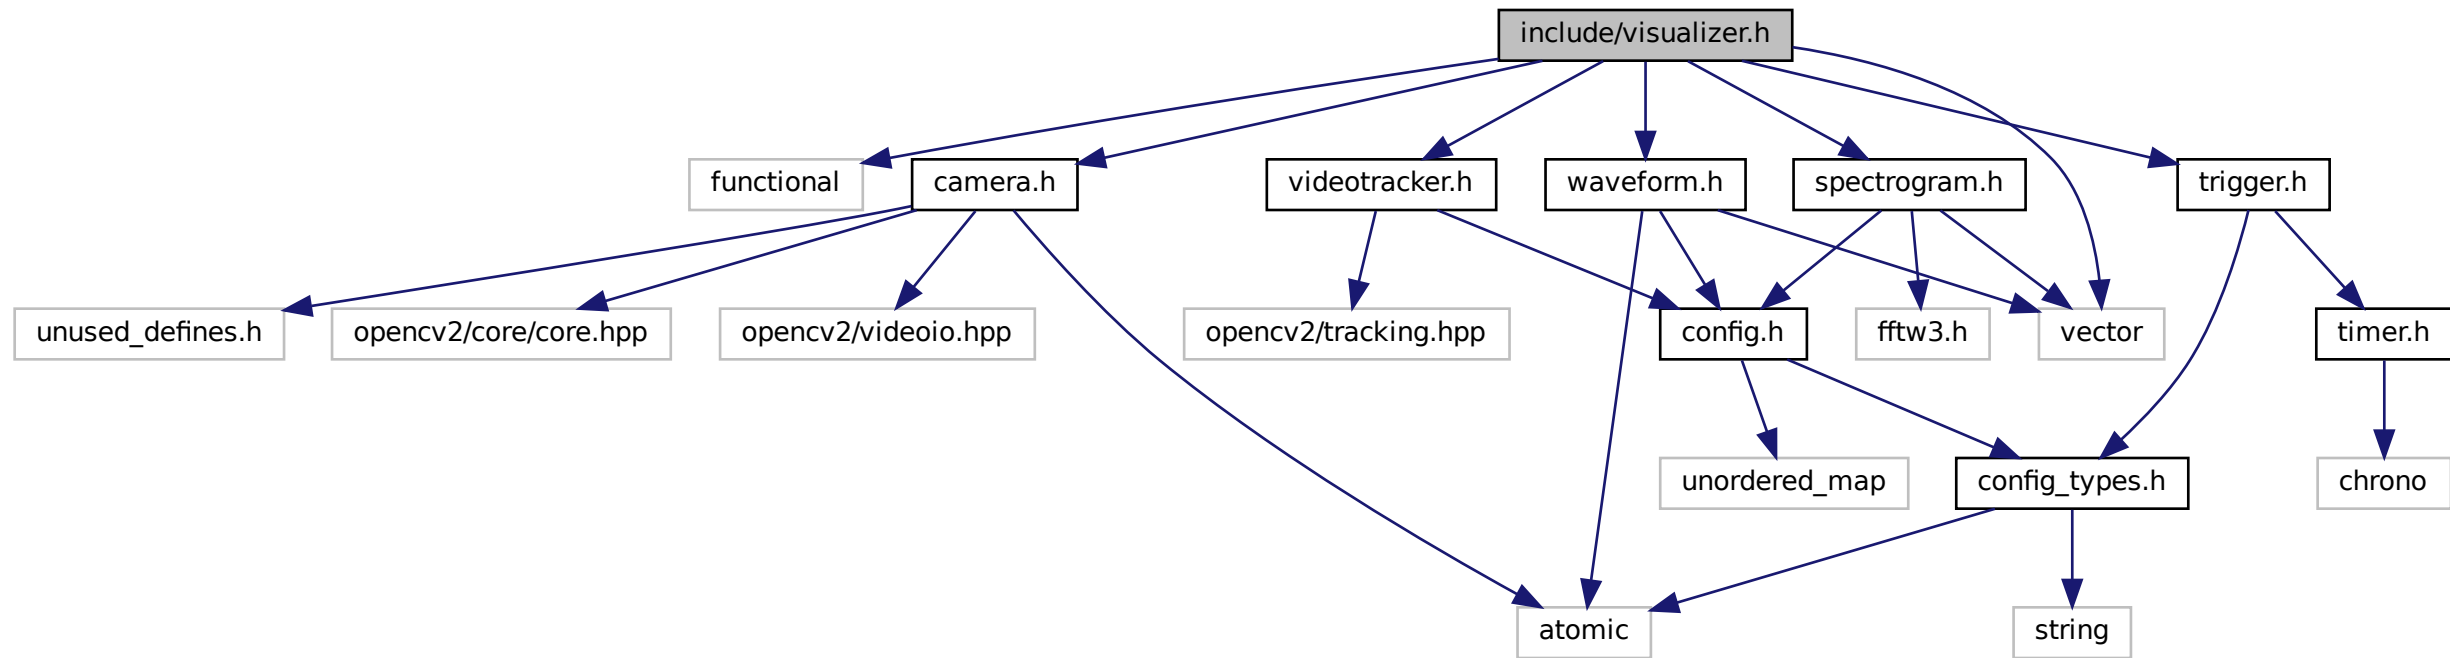 include/visualizer.h
functional
camera.h
videotracker.h
waveform.h
spectrogram.h
trigger.h
unused_defines.h
opencv2/core/core.hpp
opencv2/videoio.hpp
opencv2/tracking.hpp
config.h
fftw3.h
vector
timer.h
unordered_map
config_types.h
chrono
atomic
string